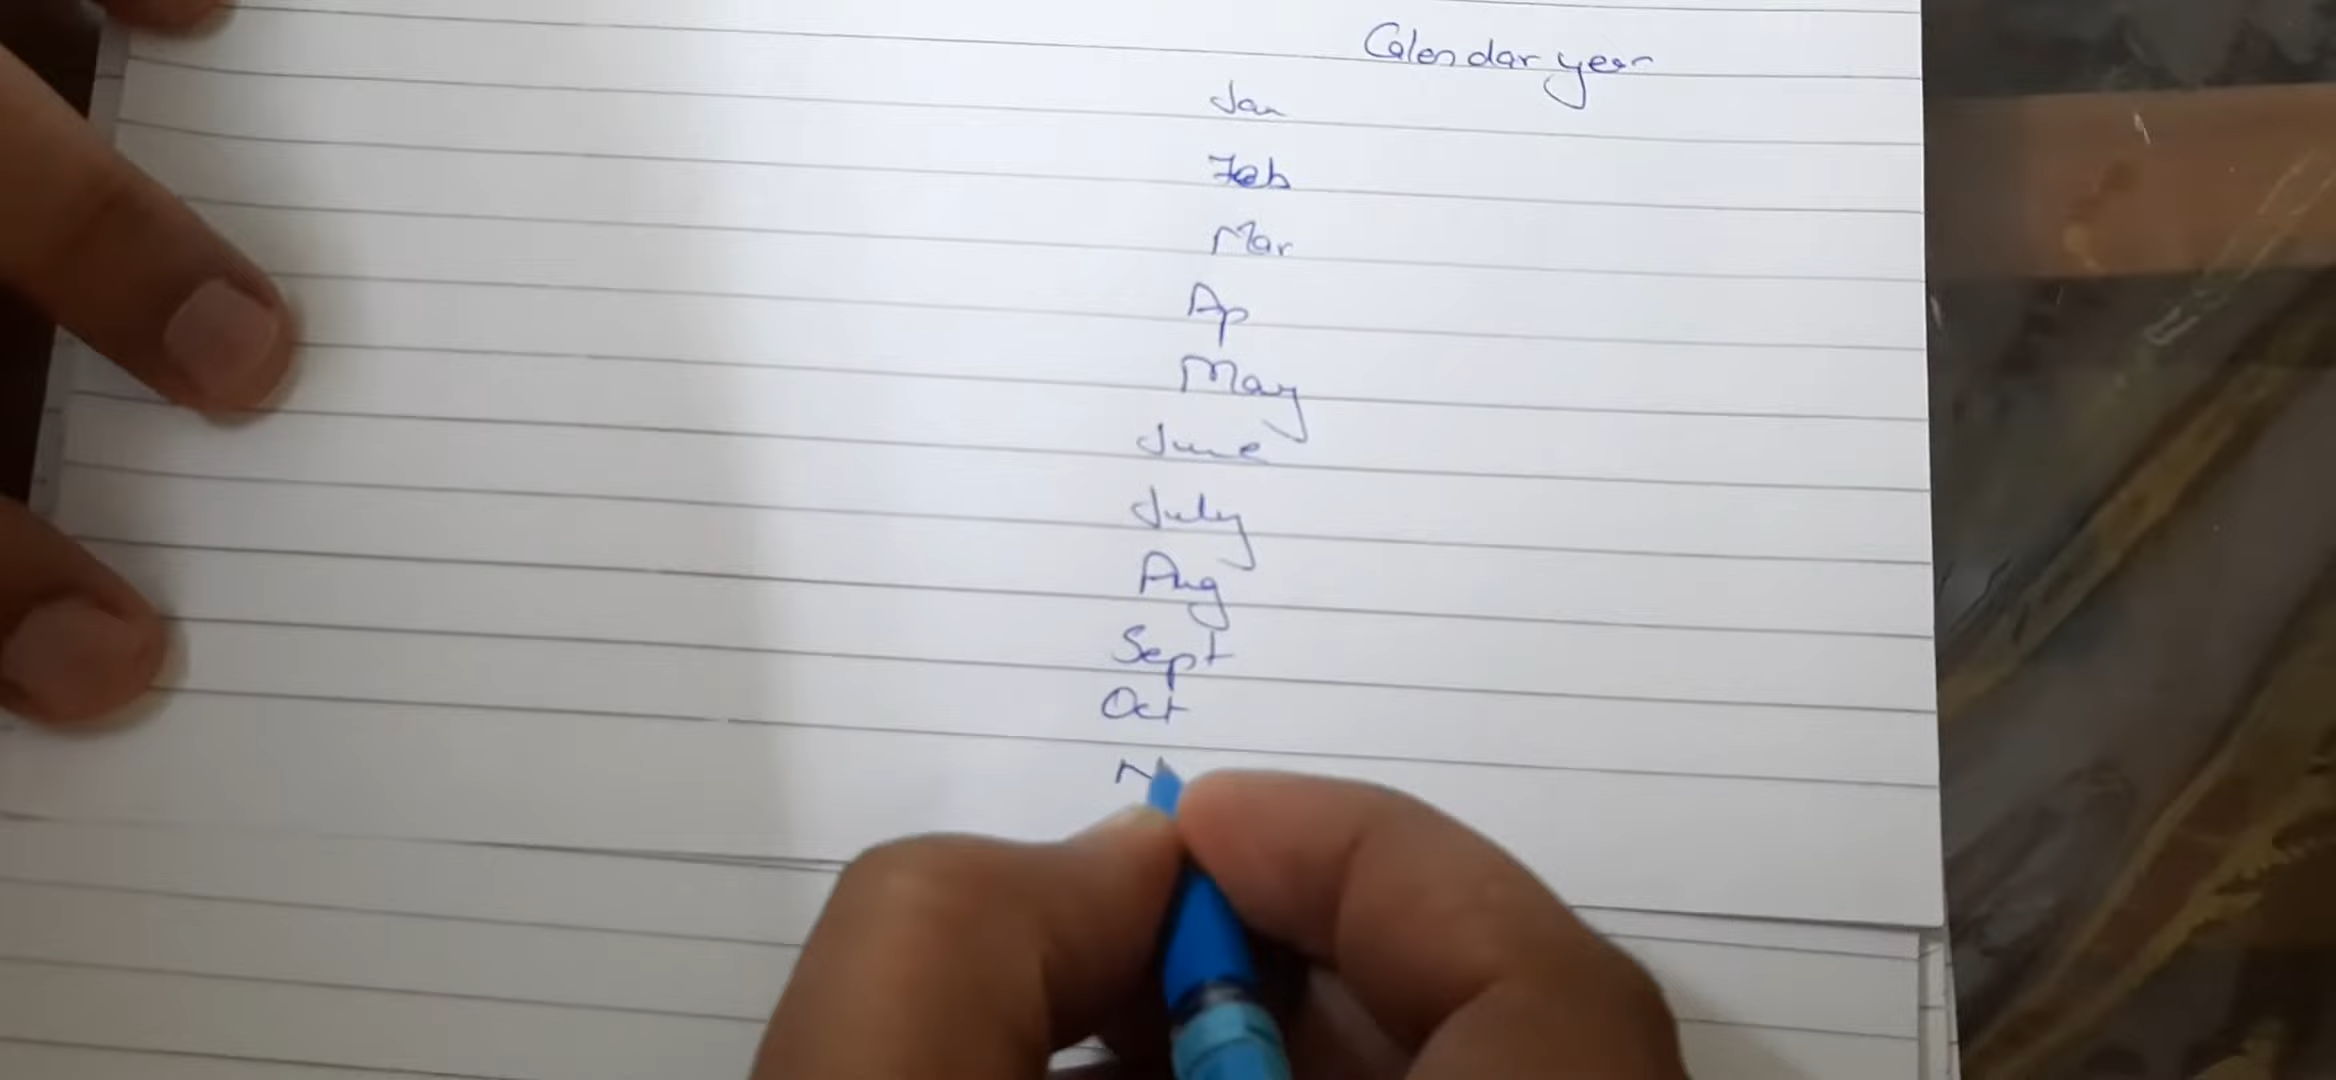 Calendar year
Jan
Feb
Mar
Ap
May
June
July
Aug
Sept
Oct
N